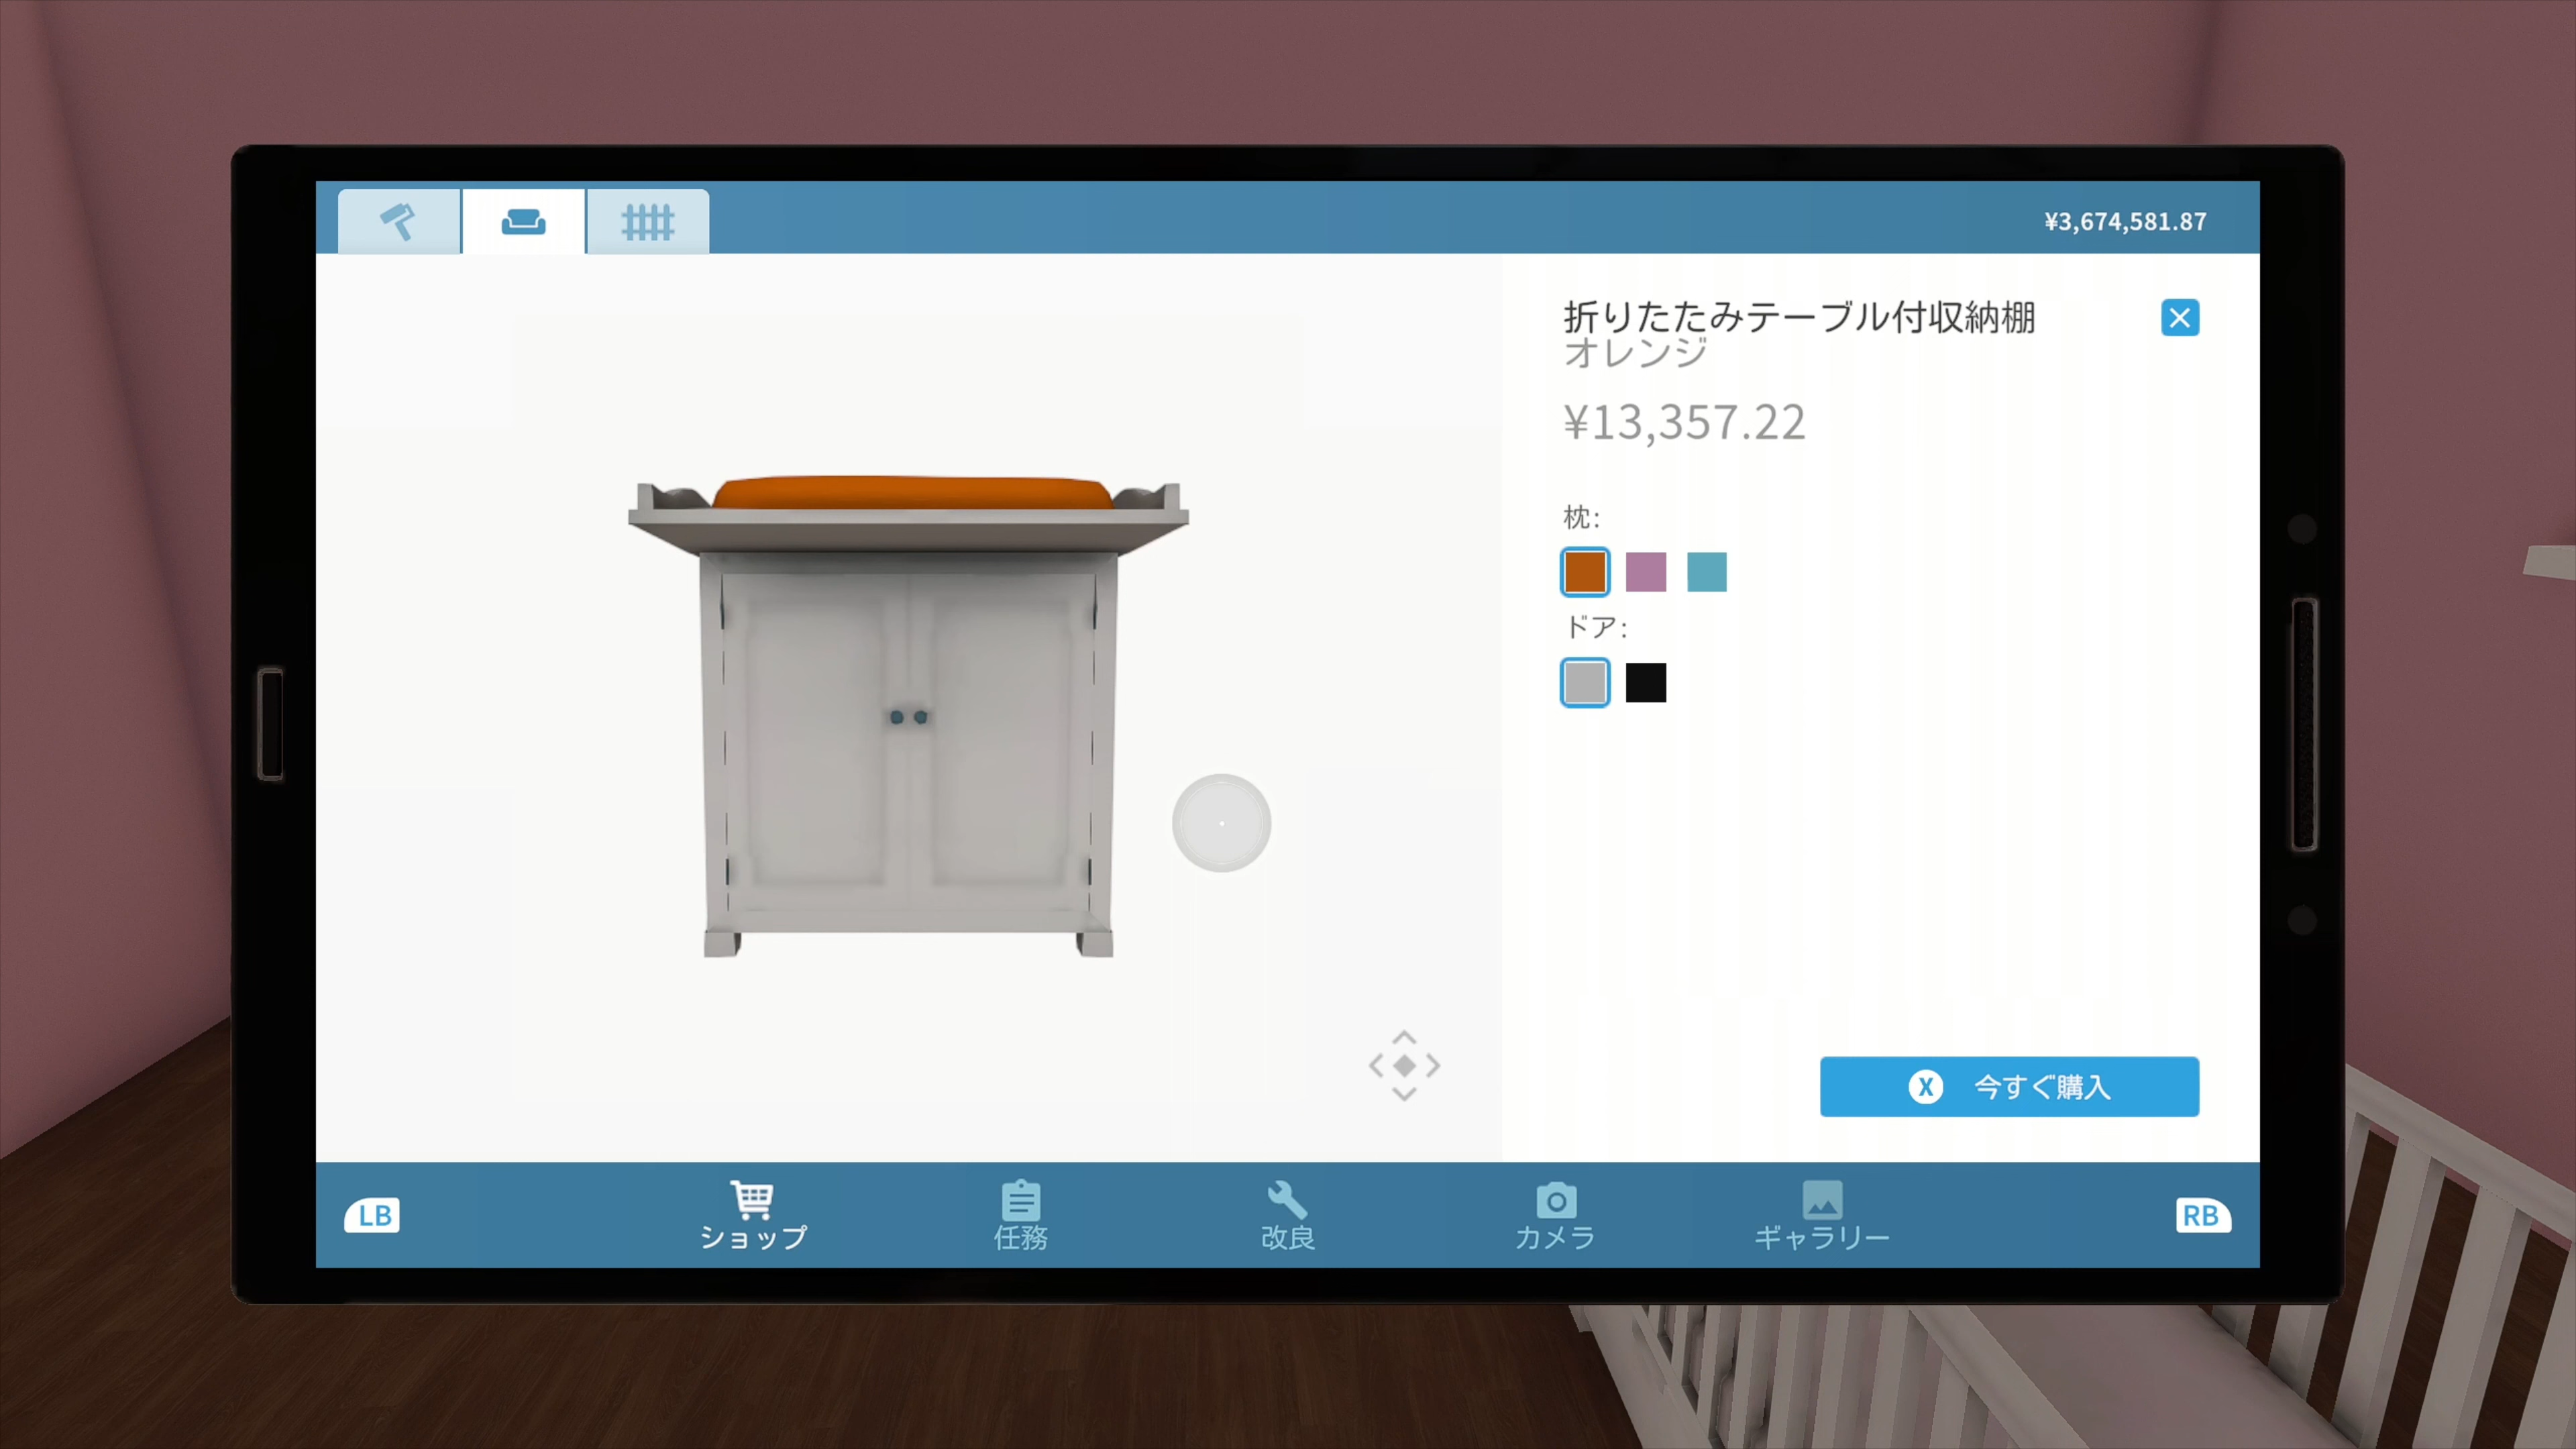 ¥3,674,581.87
折りたたみテーブル付収納棚
オレンジ
¥13,357.22
枕:
ドア:
X 今すぐ購入
LB
ショップ
任務
改良
カメラ
ギャラリー
RB